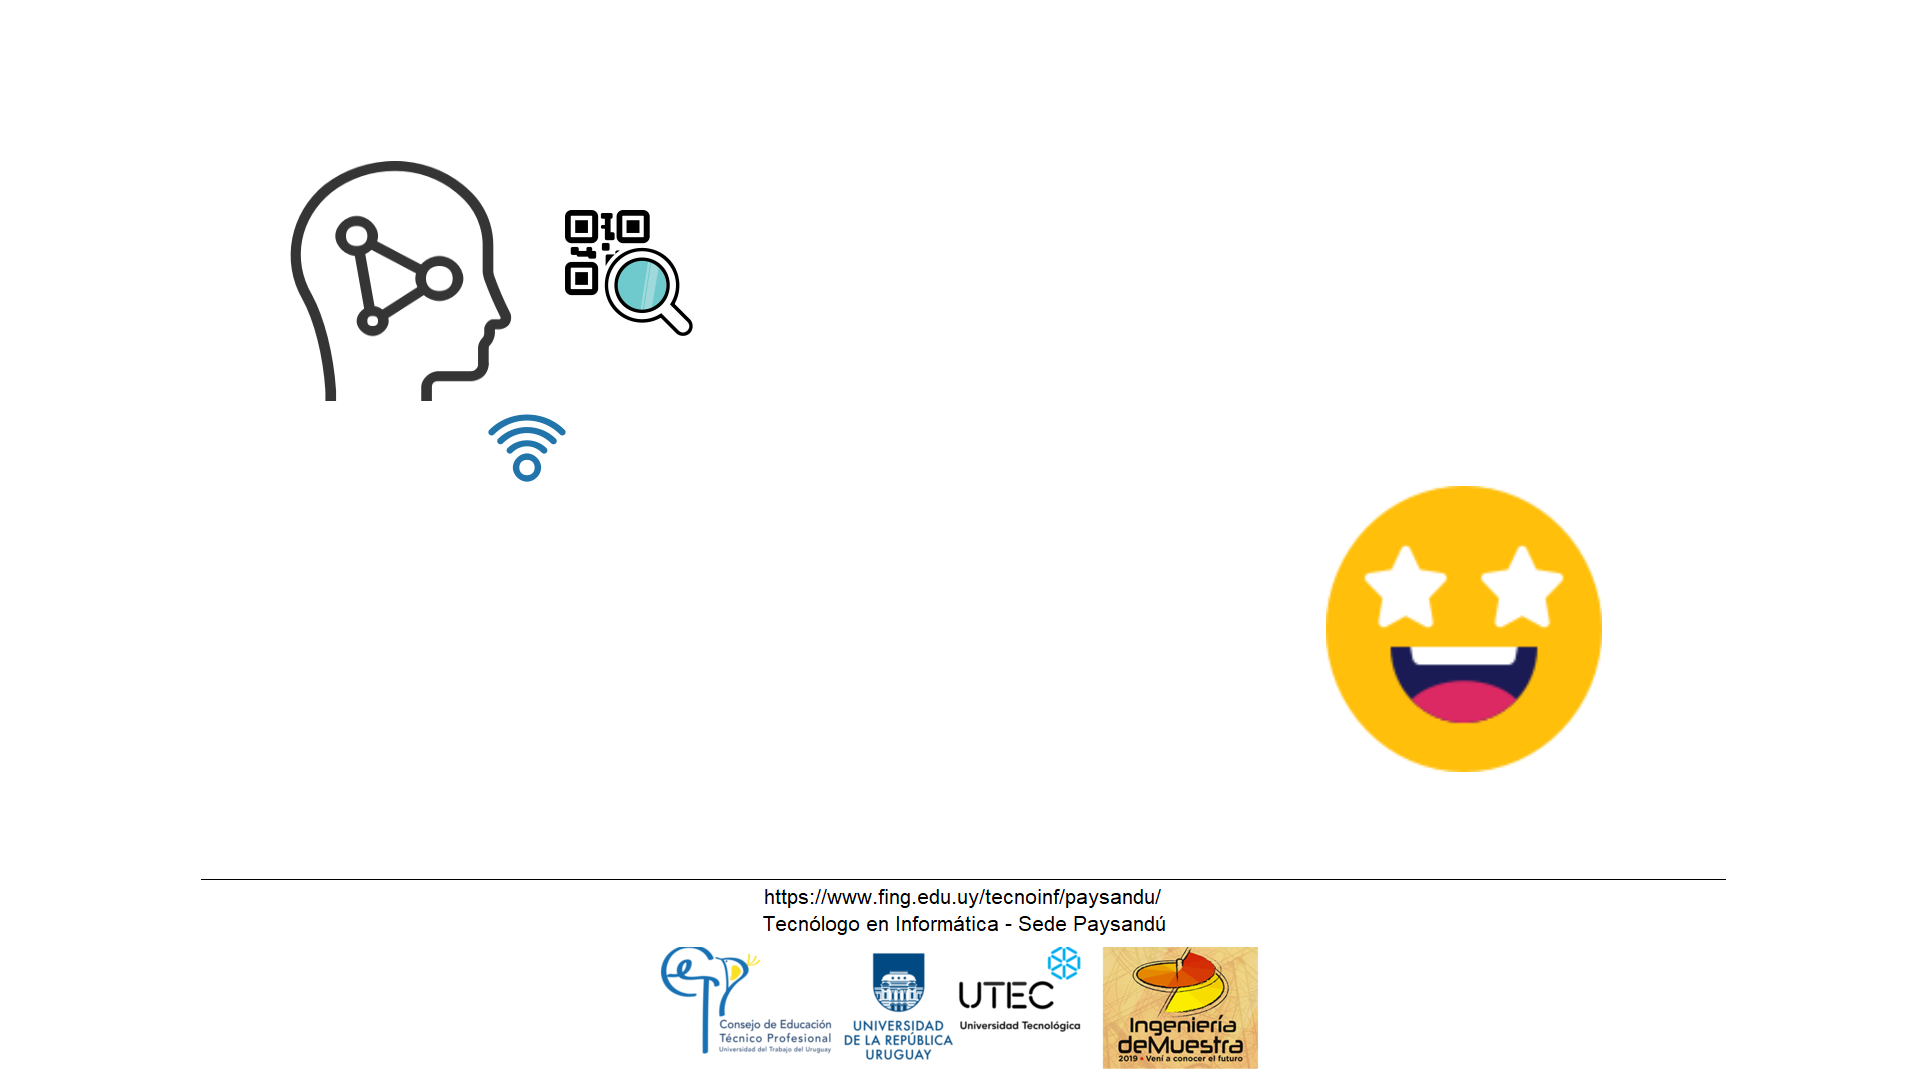 https://www.fing.edu.uy/tecnoinf/paysandu/
Tecnólogo en Informática - Sede Paysandú
Consejo de Educación
Técnico Profesional
Universidad del Trabajo del Uruguay
UNIVERSIDAD
DE LA REPÚBLICA
URUGUAY
UTEC
Universidad Tecnológica
Ingeniería
deMuestra
2019 • Vení a conocer el futuro